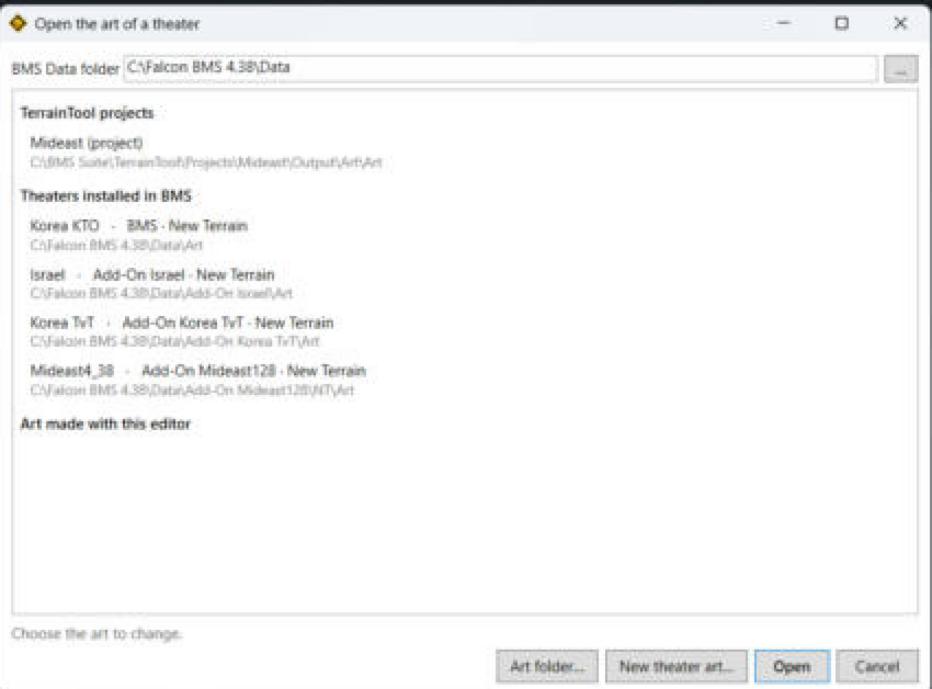 Open the art of a theater
BMS Data folder C:\Falcon BMS 4.38\Data ...
TerrainTool projects
Mideast (project)
C:\BMS Suite\TerrainTool\Projects\Mideast\Output\Art\Art
Theaters installed in BMS
Korea KTO · BMS · New Terrain
C:\Falcon BMS 4.38\Data\Art
Israel · Add-On Israel · New Terrain
C:\Falcon BMS 4.38\Data\Add-On Israel\Art
Korea TvT · Add-On Korea TvT · New Terrain
C:\Falcon BMS 4.38\Data\Add-On Korea TvT\Art
Mideast4_38 · Add-On Mideast128 · New Terrain
C:\Falcon BMS 4.38\Data\Add-On Mideast128\NT\Art
Art made with this editor
Choose the art to change.
Art folder... New theater art... Open Cancel